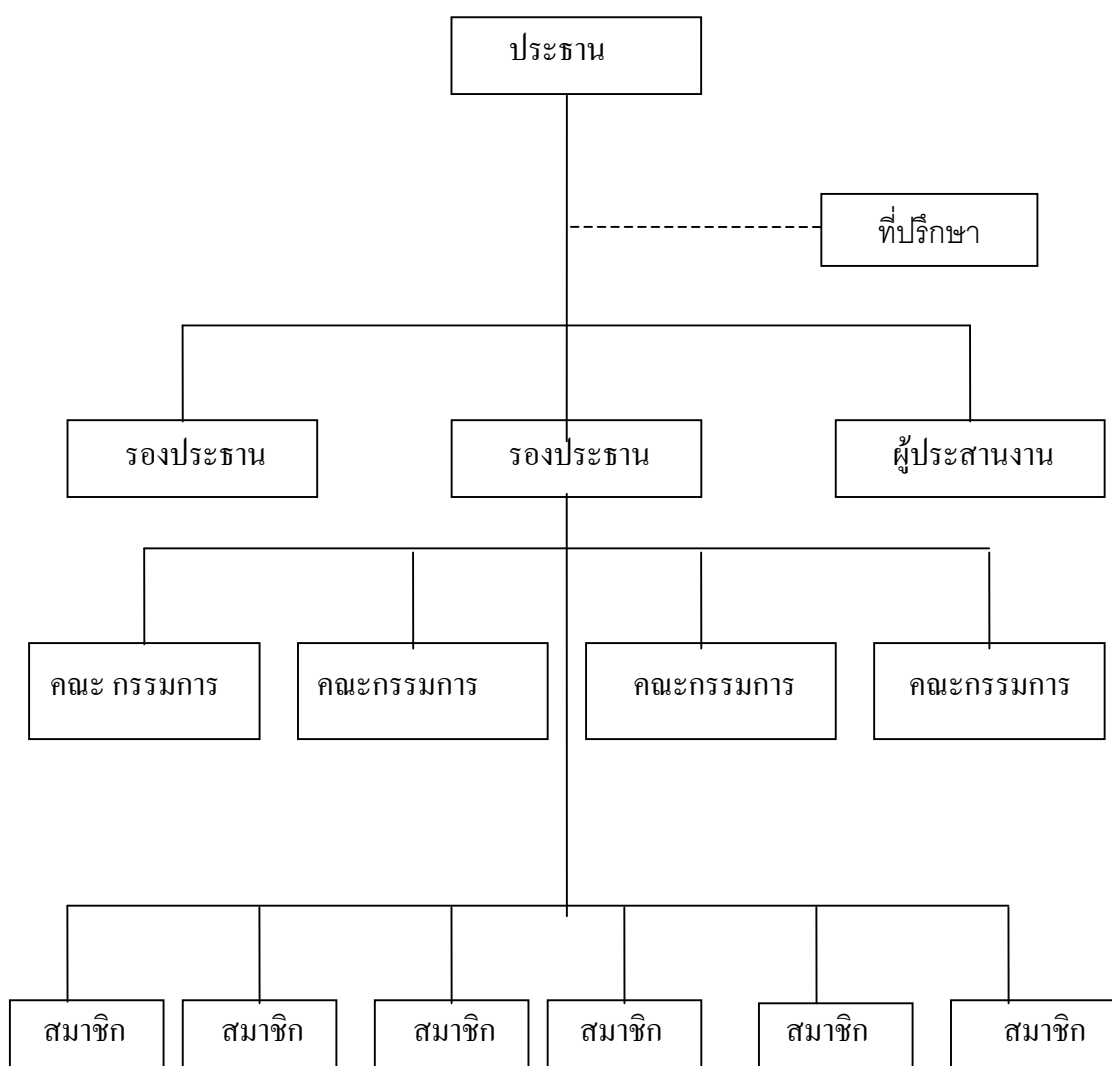 ประธาน
ที่ปรึกษา
รองประธาน
รองประธาน
ผู้ประสานงาน
คณะ กรรมการ
คณะกรรมการ
คณะกรรมการ
คณะกรรมการ
สมาชิก
สมาชิก
สมาชิก
สมาชิก
สมาชิก
สมาชิก